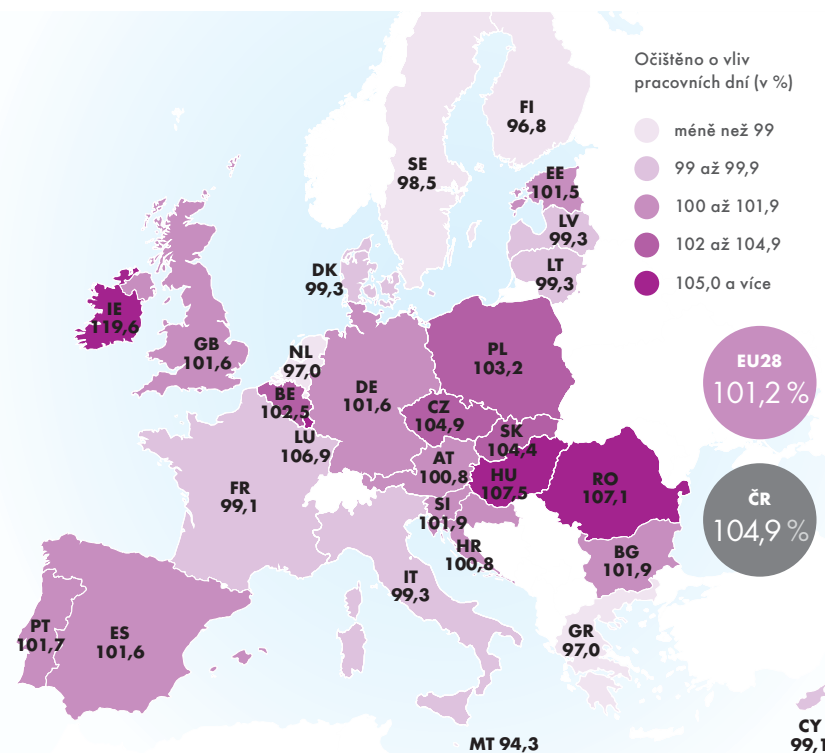 Očištěno o vliv
pracovních dní (v %)
méně než 99
99 až 99,9
100 až 101,9
102 až 104,9
105,0 a více
FI
96,8
SE
98,5
EE
101,5
LV
99,3
LT
99,3
DK
99,3
IE
119,6
GB
101,6
NL
97,0
BE
102,5
LU
106,9
DE
101,6
PL
103,2
CZ
104,9
SK
104,4
AT
100,8
HU
107,5
RO
107,1
SI
101,9
HR
100,8
BG
101,9
FR
99,1
IT
99,3
PT
101,7
ES
101,6
GR
97,0
MT 94,3
CY
99,1
EU28
101,2 %
ČR
104,9 %